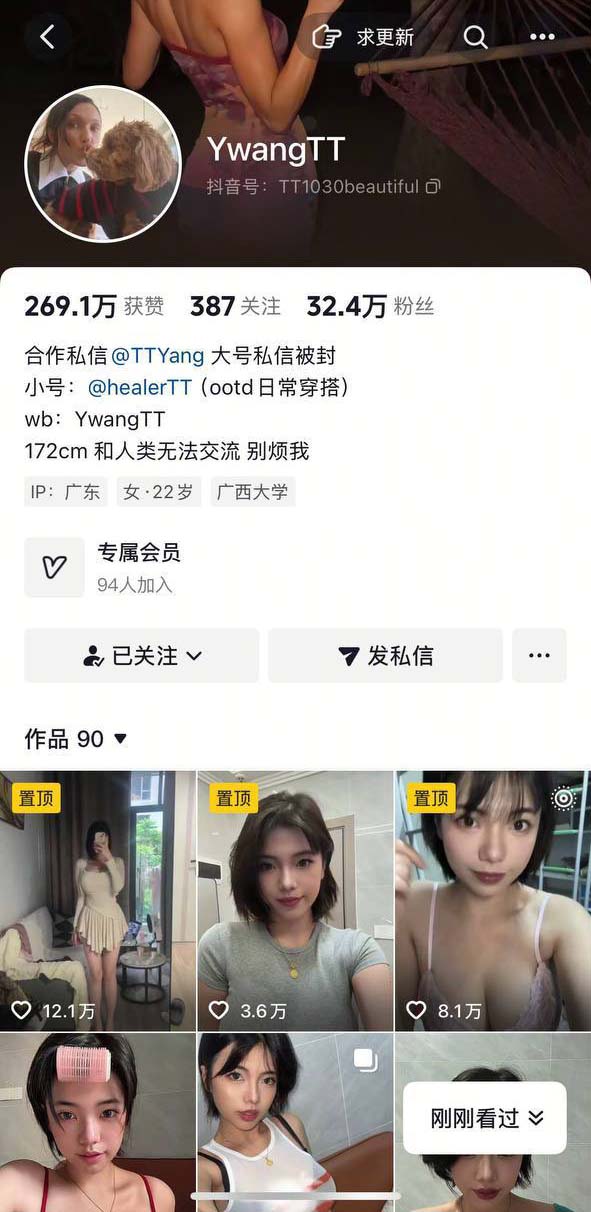 求更新
YwangTT
抖音号：TT1030beautiful
269.1万 获赞 387 关注 32.4万 粉丝
合作私信@TTYang 大号私信被封
小号：@healerTT（ootd日常穿搭）
wb：YwangTT
172cm 和人类无法交流 别烦我
IP：广东 女·22岁 广西大学
专属会员
94人加入
已关注 发私信
作品 90
置顶 置顶 置顶
12.1万 3.6万 8.1万
刚刚看过